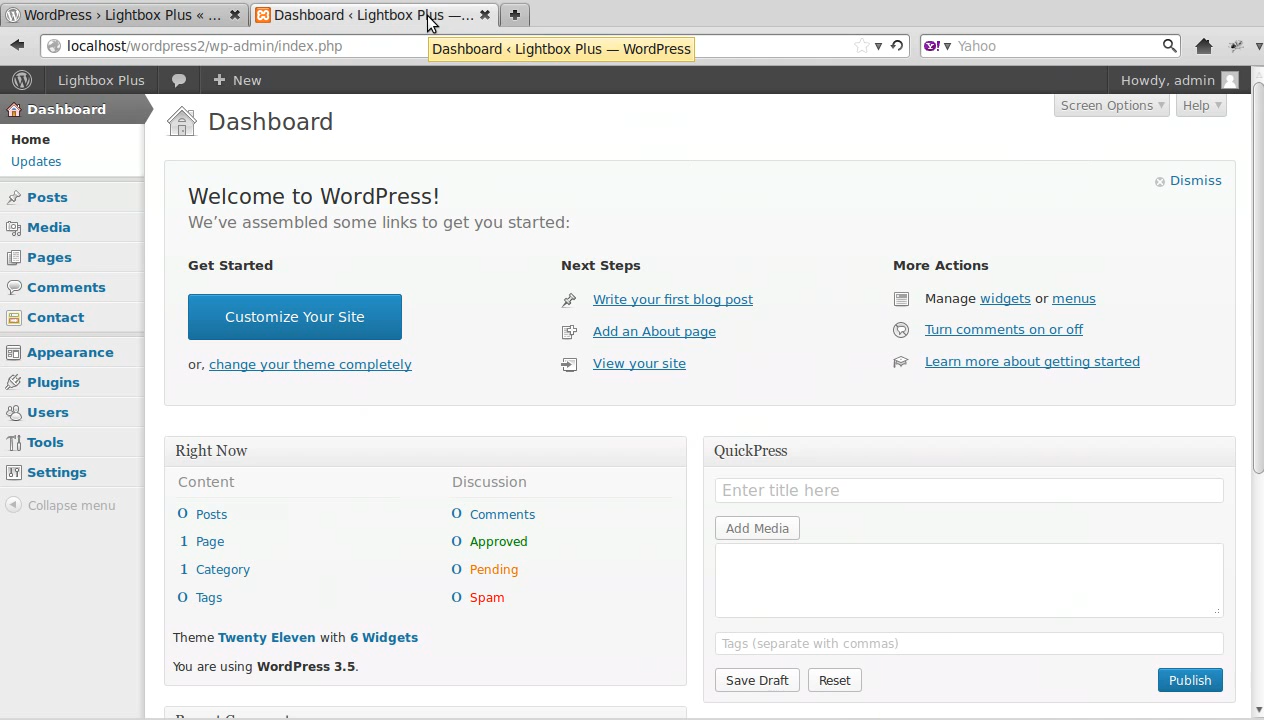 WordPress › Lightbox Plus « ...
Dashboard ‹ Lightbox Plus —...
localhost/wordpress2/wp-admin/index.php
Yahoo
Dashboard ‹ Lightbox Plus — WordPress
Lightbox Plus
New
Howdy, admin
Dashboard
Home
Updates
Posts
Media
Pages
Comments
Contact
Appearance
Plugins
Users
Tools
Settings
Collapse menu
Screen Options
Help
Dashboard
Dismiss
Welcome to WordPress!
We’ve assembled some links to get you started:
Get Started
Customize Your Site
or, change your theme completely
Next Steps
Write your first blog post
Add an About page
View your site
More Actions
Manage widgets or menus
Turn comments on or off
Learn more about getting started
Right Now
Content
0 Posts
1 Page
1 Category
0 Tags
Discussion
0 Comments
0 Approved
0 Pending
0 Spam
Theme Twenty Eleven with 6 Widgets
You are using WordPress 3.5.
QuickPress
Enter title here
Add Media
Tags (separate with commas)
Save Draft
Reset
Publish